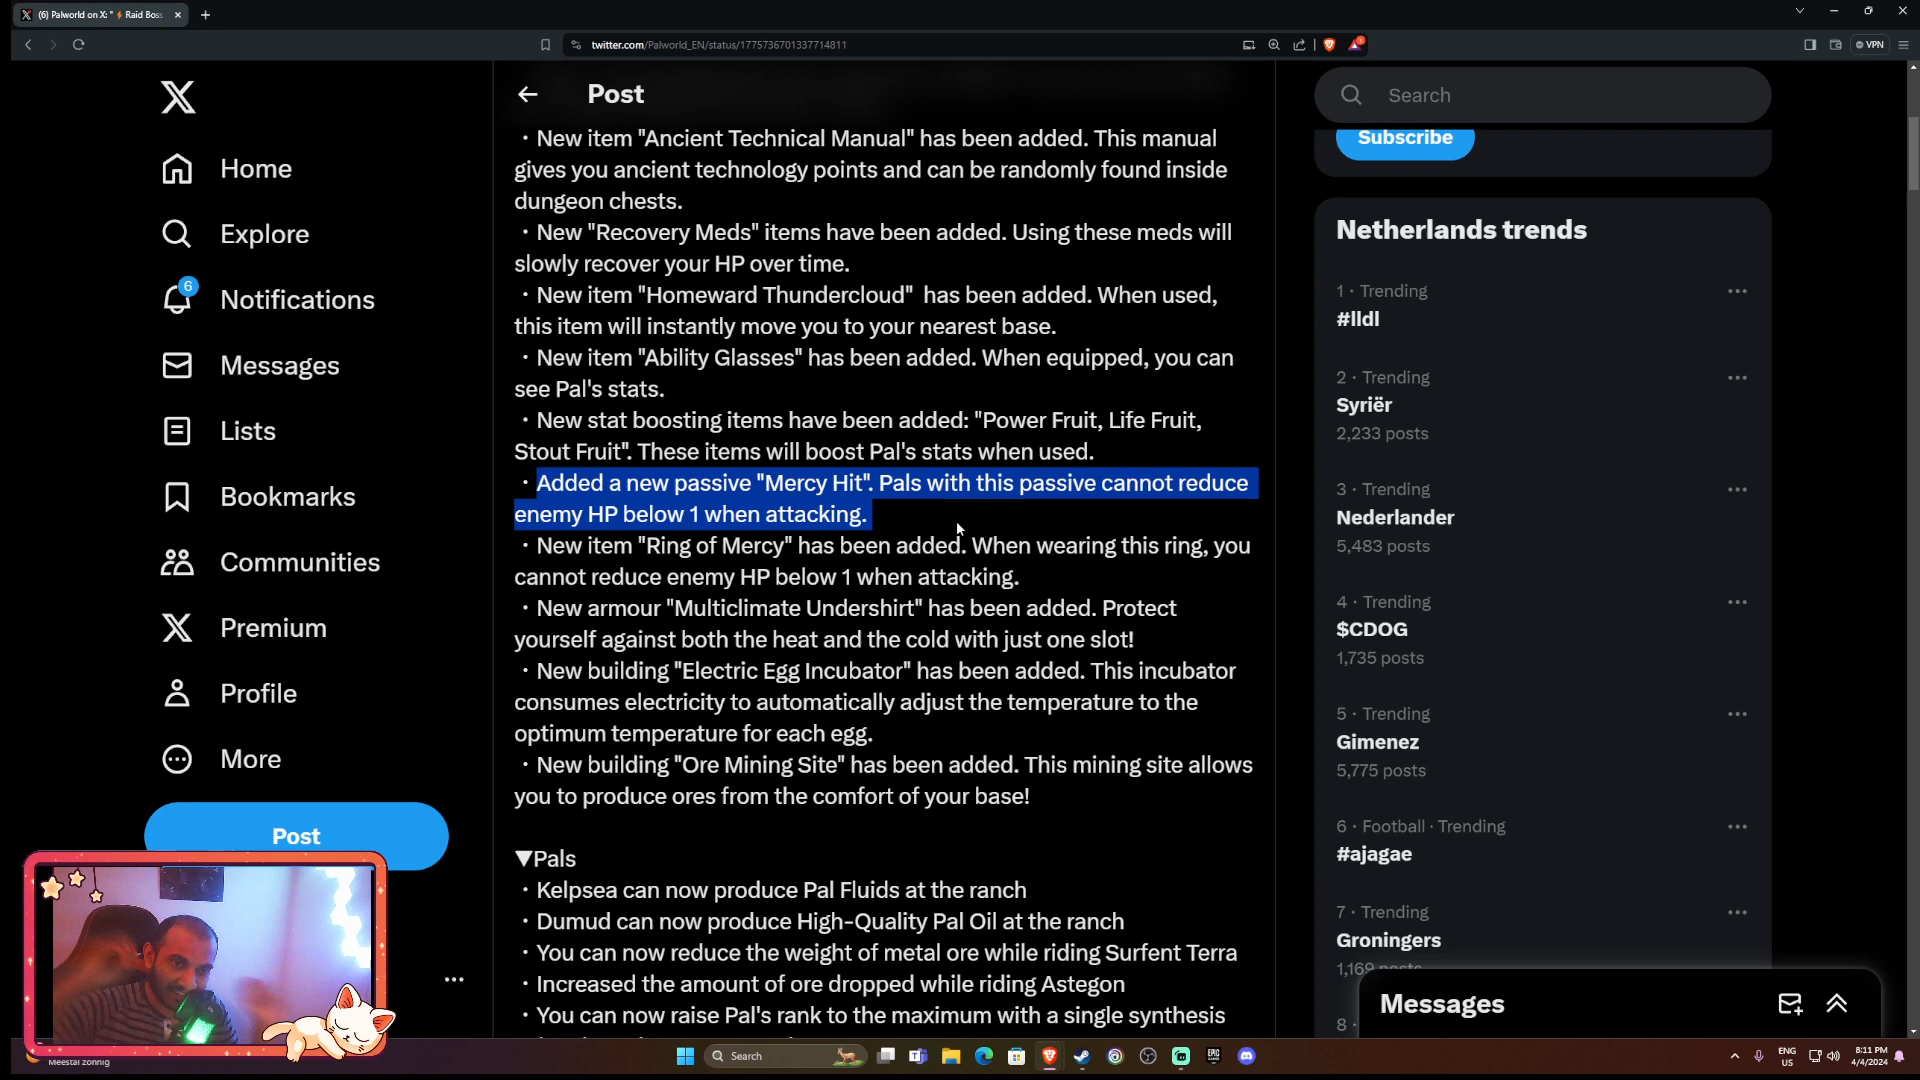 (6) Palworld on X: "⚡ Raid Boss
twitter.com/Palworld_EN/status/1775736701337714811
VPN
Home
Explore
6
Notifications
Messages
Lists
Bookmarks
Communities
Premium
Profile
More
Post
Post
・New item "Ancient Technical Manual" has been added. This manual
gives you ancient technology points and can be randomly found inside
dungeon chests.
・New "Recovery Meds" items have been added. Using these meds will
slowly recover your HP over time.
・New item "Homeward Thundercloud" has been added. When used,
this item will instantly move you to your nearest base.
・New item "Ability Glasses" has been added. When equipped, you can
see Pal's stats.
・New stat boosting items have been added: "Power Fruit, Life Fruit,
Stout Fruit". These items will boost Pal's stats when used.
・Added a new passive "Mercy Hit". Pals with this passive cannot reduce
enemy HP below 1 when attacking.
・New item "Ring of Mercy" has been added. When wearing this ring, you
cannot reduce enemy HP below 1 when attacking.
・New armour "Multiclimate Undershirt" has been added. Protect
yourself against both the heat and the cold with just one slot!
・New building "Electric Egg Incubator" has been added. This incubator
consumes electricity to automatically adjust the temperature to the
optimum temperature for each egg.
・New building "Ore Mining Site" has been added. This mining site allows
you to produce ores from the comfort of your base!
▼Pals
・Kelpsea can now produce Pal Fluids at the ranch
・Dumud can now produce High-Quality Pal Oil at the ranch
・You can now reduce the weight of metal ore while riding Surfent Terra
・Increased the amount of ore dropped while riding Astegon
・You can now raise Pal's rank to the maximum with a single synthesis
Search
Subscribe
Netherlands trends
1 · Trending
#lldl
2 · Trending
Syriër
2,233 posts
3 · Trending
Nederlander
5,483 posts
4 · Trending
$CDOG
1,735 posts
5 · Trending
Gimenez
5,775 posts
6 · Football · Trending
#ajagae
7 · Trending
Groningers
1,169 posts
8 ·
Messages
Meestal zonnig
Search
ENG
US
8:11 PM
4/4/2024